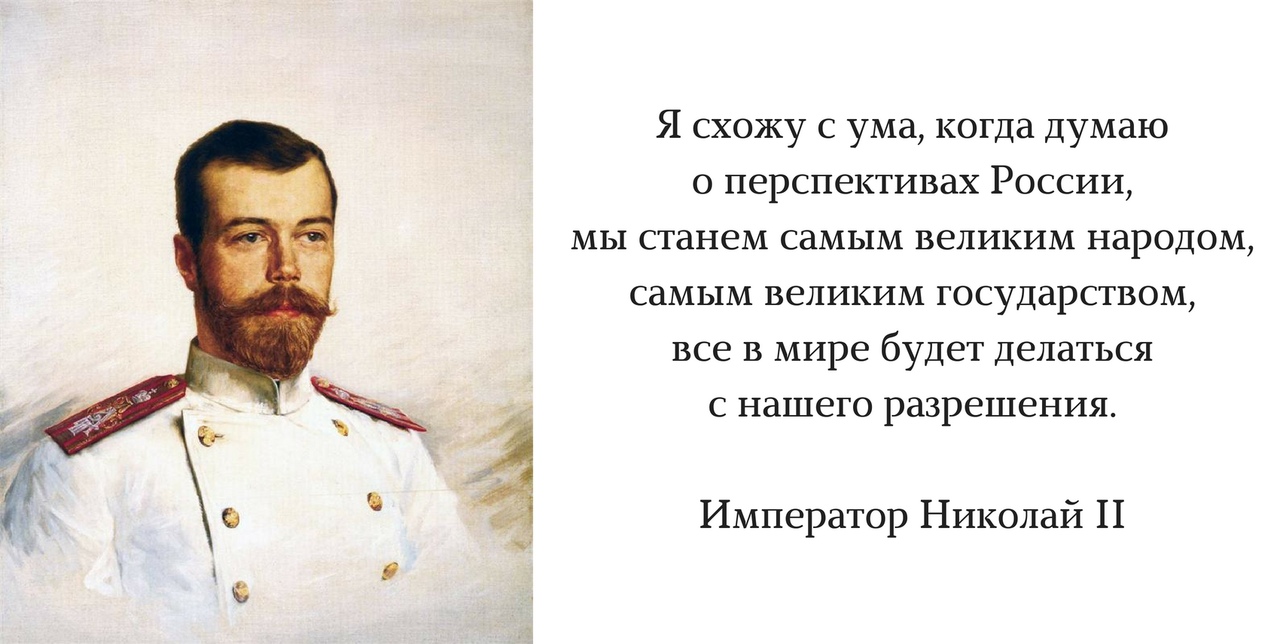 Я схожу с ума, когда думаю
о перспективах России,
мы станем самым великим народом,
самым великим государством,
все в мире будет делаться
с нашего разрешения.
Император Николай II